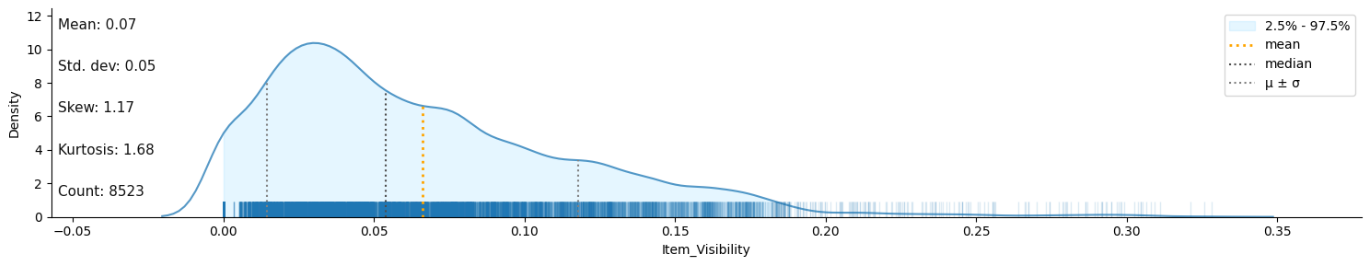 12
10
8
6
4
2
0
Density
Mean: 0.07
Std. dev: 0.05
Skew: 1.17
Kurtosis: 1.68
Count: 8523
2.5% - 97.5%
mean
median
μ ± σ
−0.05 0.00 0.05 0.10 0.15 0.20 0.25 0.30 0.35
Item_Visibility